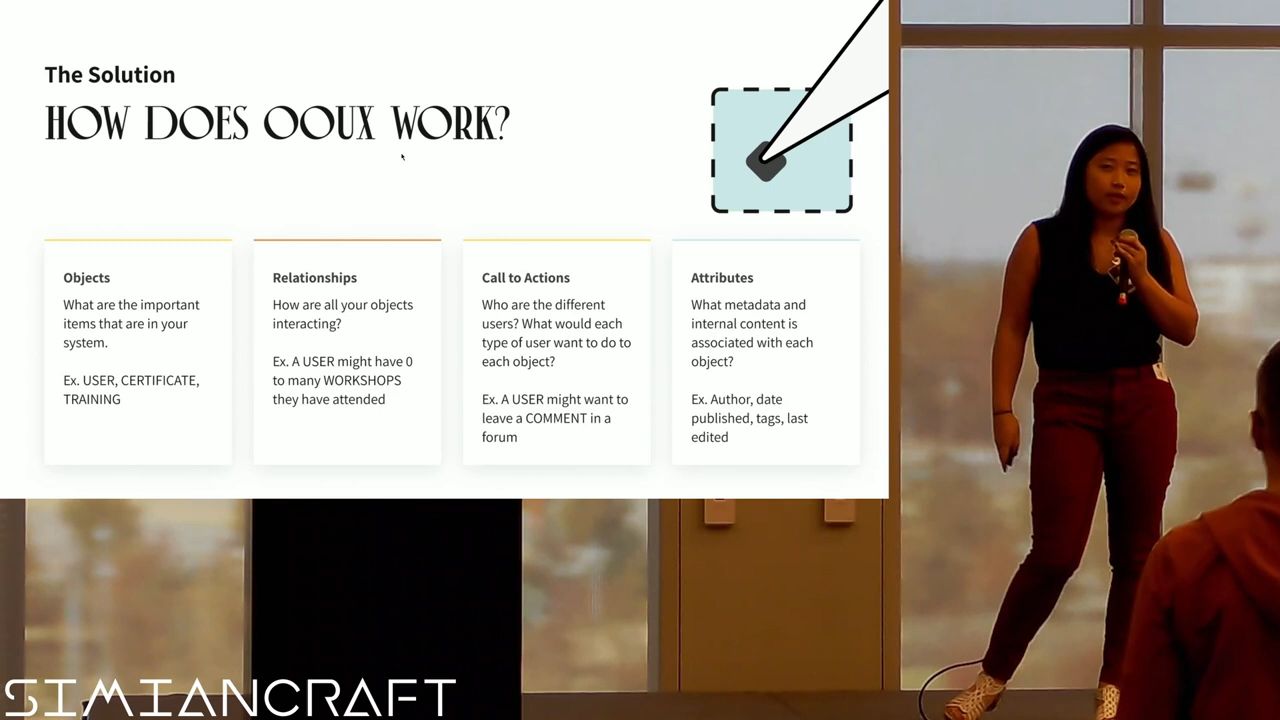 The Solution
HOW DOES OOUX WORK?
Objects
What are the important
items that are in your
system.
Ex. USER, CERTIFICATE,
TRAINING
Relationships
How are all your objects
interacting?
Ex. A USER might have 0
to many WORKSHOPS
they have attended
Call to Actions
Who are the different
users? What would each
type of user want to do to
each object?
Ex. A USER might want to
leave a COMMENT in a
forum
Attributes
What metadata and
internal content is
associated with each
object?
Ex. Author, date
published, tags, last
edited
SIMIANCRAFT